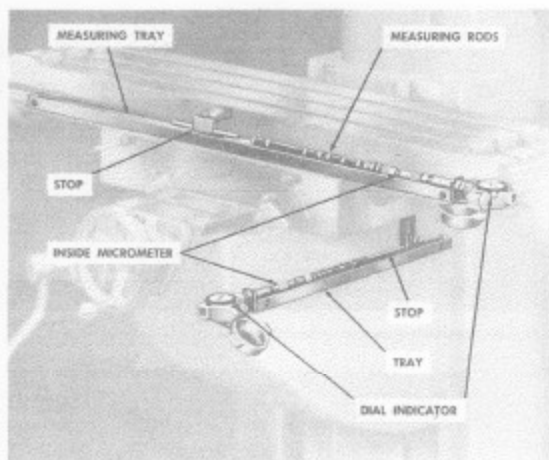 MEASURING TRAY
MEASURING RODS
STOP
INSIDE MICROMETER
STOP
TRAY
DIAL INDICATOR